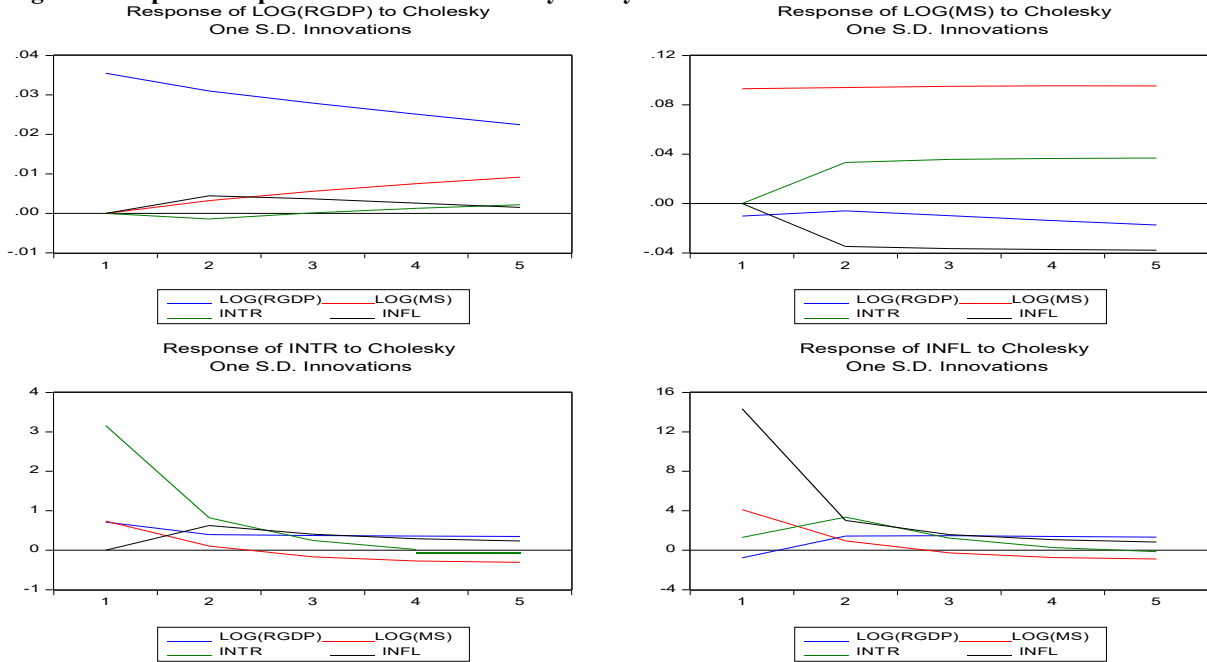 Response of LOG(RGDP) to Cholesky
One S.D. Innovations
.04
.03
.02
.01
.00
-.01
1 2 3 4 5
LOG(RGDP) LOG(MS)
INTR INFL
Response of LOG(MS) to Cholesky
One S.D. Innovations
.12
.08
.04
.00
-.04
1 2 3 4 5
LOG(RGDP) LOG(MS)
INTR INFL
Response of INTR to Cholesky
One S.D. Innovations
4
3
2
1
0
-1
1 2 3 4 5
LOG(RGDP) LOG(MS)
INTR INFL
Response of INFL to Cholesky
One S.D. Innovations
16
12
8
4
0
-4
1 2 3 4 5
LOG(RGDP) LOG(MS)
INTR INFL